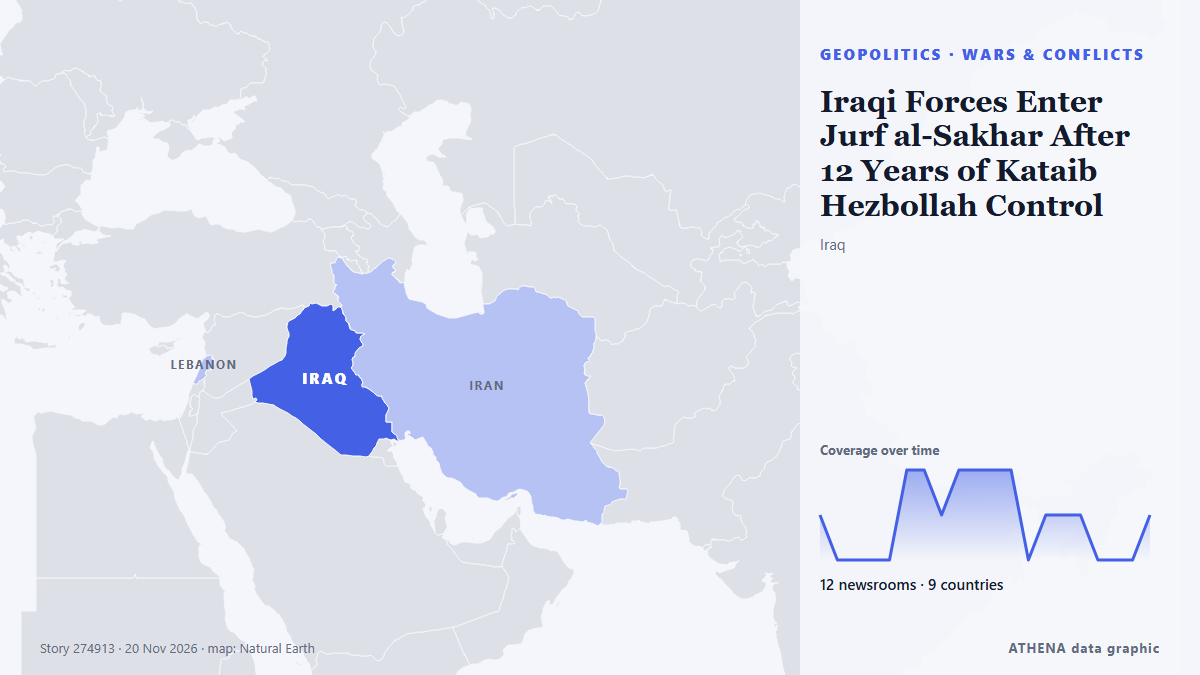 GEOPOLITICS · WARS & CONFLICTS
Iraqi Forces Enter
Jurf al-Sakhar After
12 Years of Kataib
Hezbollah Control
Iraq
LEBANON
IRAQ
IRAN
Coverage over time
12 newsrooms · 9 countries
Story 274913 · 20 Nov 2026 · map: Natural Earth
ATHENA data graphic